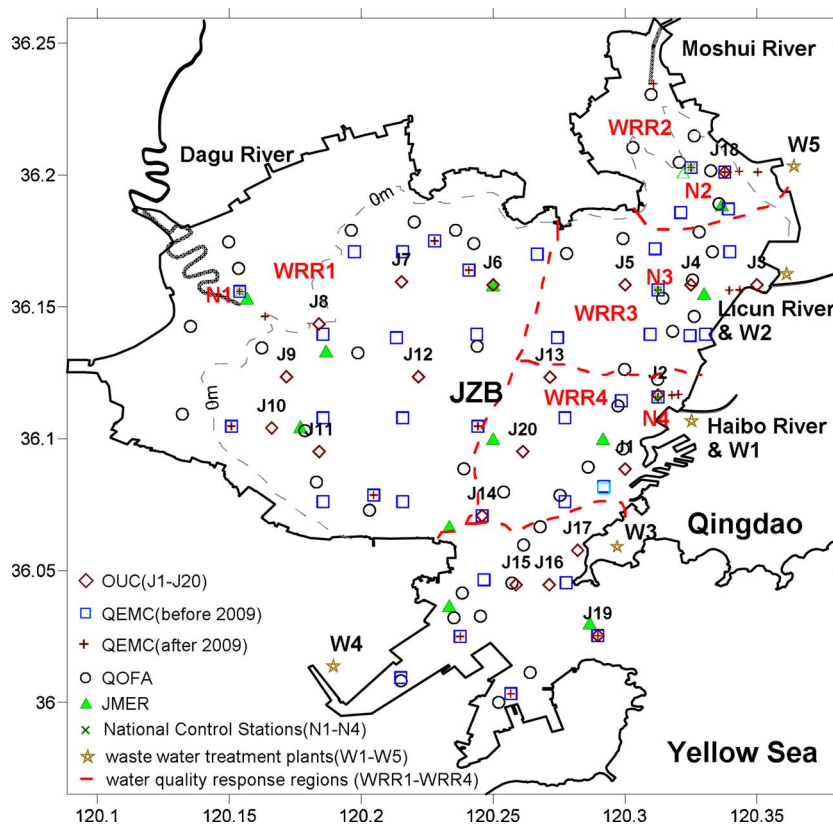 36.25
Moshui River
WRR2
W5
J18
Dagu River
36.2
0m
N2
J7
J6
J5
N3
J4
J3
WRR1
N1
J8
WRR3
36.15
Licun River
& W2
J9
J12
J13
J2
0m
JZB
WRR4
N4
J10
J11
J20
36.1
Haibo River
& W1
J1
J14
J17
W3
Qingdao
J15
J16
36.05
OUC(J1-J20)
QEMC(before 2009)
J19
QEMC(after 2009)
W4
QOFA
36
JMER
National Control Stations(N1-N4)
waste water treatment plants(W1-W5)
Yellow Sea
water quality response regions (WRR1-WRR4)
120.1
120.15
120.2
120.25
120.3
120.35